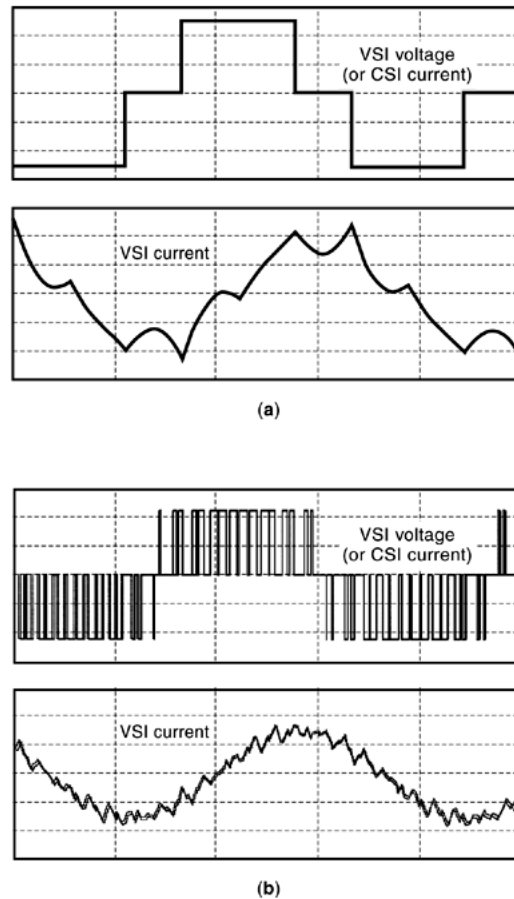 VSI voltage
(or CSI current)
VSI current
(a)
VSI voltage
(or CSI current)
VSI current
(b)